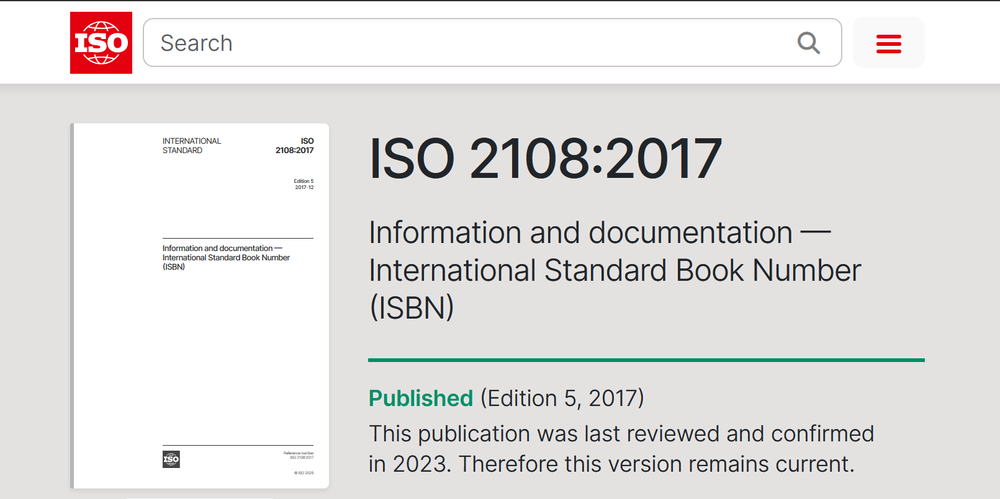 ISO
Search
INTERNATIONAL
STANDARD
ISO
2108:2017
Edition 5
2017-12
Information and documentation —
International Standard Book Number
(ISBN)
ISO
Reference number
ISO 2108:2017
© ISO 2025
ISO 2108:2017
Information and documentation —
International Standard Book Number
(ISBN)
Published (Edition 5, 2017)
This publication was last reviewed and confirmed
in 2023. Therefore this version remains current.